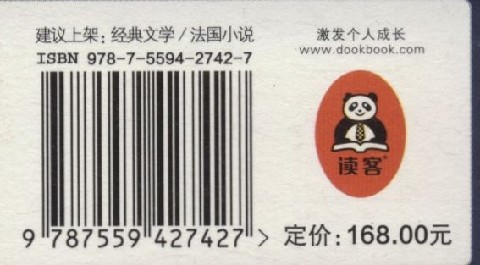 建议上架：经典文学/法国小说
ISBN 978-7-5594-2742-7
9 787559 427427 >
激发个人成长
www.dookbook.com
读客®
定价：168.00元